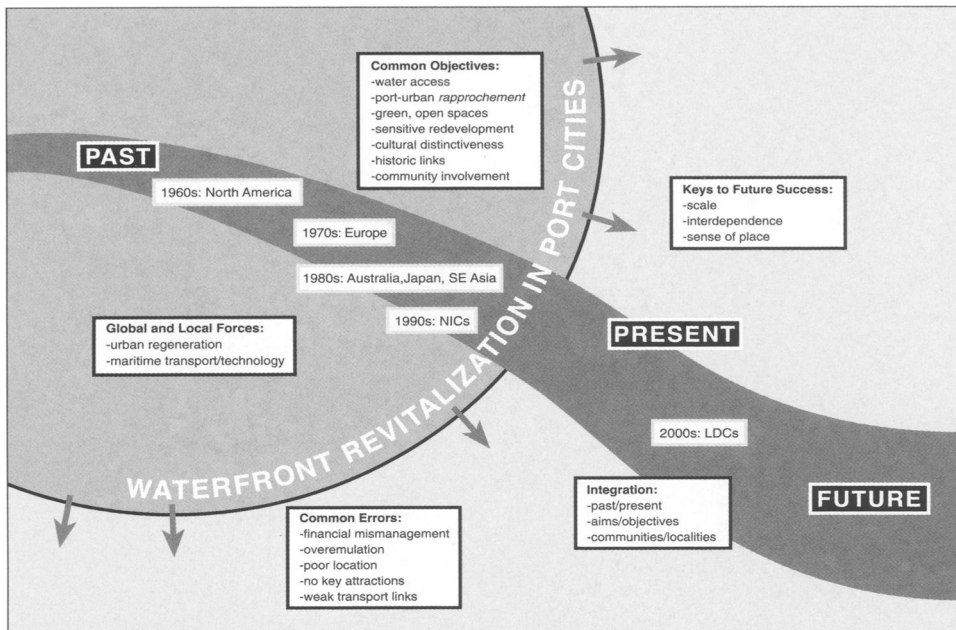 Common Objectives:
-water access
-port-urban rapprochement
-green, open spaces
-sensitive redevelopment
-cultural distinctiveness
-historic links
-community involvement
PAST
1960s: North America
1970s: Europe
1980s: Australia,Japan, SE Asia
1990s: NICs
Keys to Future Success:
-scale
-interdependence
-sense of place
Global and Local Forces:
-urban regeneration
-maritime transport/technology
WATERFRONT REVITALIZATION IN PORT CITIES
PRESENT
2000s: LDCs
Integration:
-past/present
-aims/objectives
-communities/localities
FUTURE
Common Errors:
-financial mismanagement
-overemulation
-poor location
-no key attractions
-weak transport links